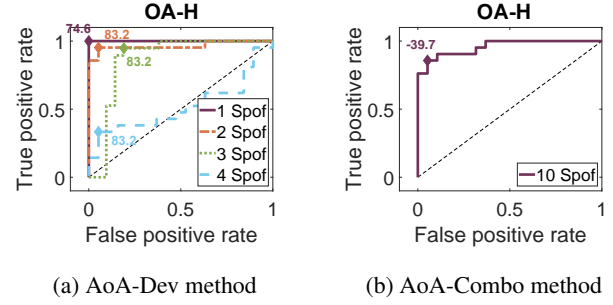 OA-H
74.6
83.2
83.2
83.2
1
0.5
0
True positive rate
0
0.5
1
False positive rate
1 Spof
2 Spof
3 Spof
4 Spof
(a) AoA-Dev method
OA-H
-39.7
1
0.5
0
True positive rate
0
0.5
1
False positive rate
10 Spof
(b) AoA-Combo method